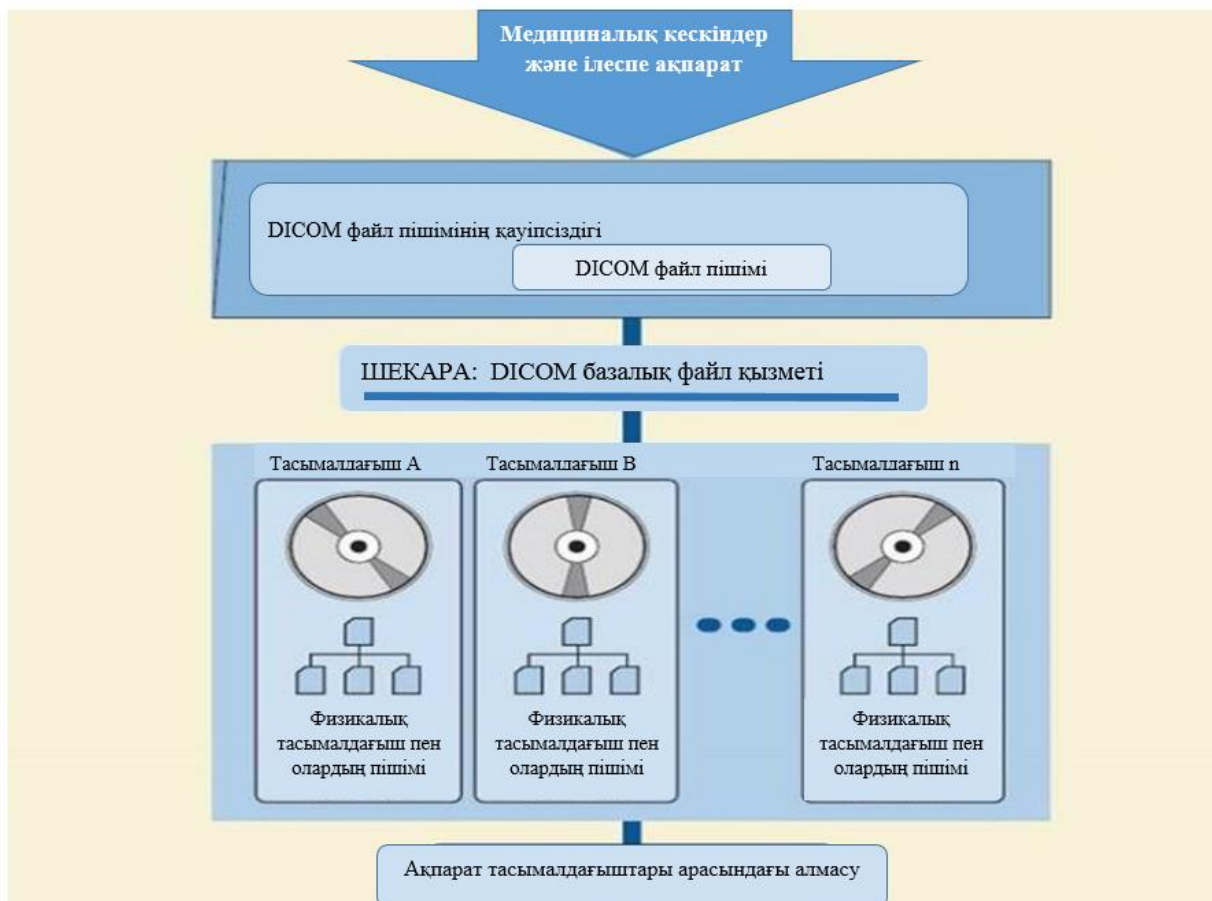 Медициналық кескіндер
және ілеспе ақпарат
DICOM файл пішімінің қауіпсіздігі
DICOM файл пішімі
ШЕКАРА: DICOM базалық файл қызметі
Тасымалдағыш А
Тасымалдағыш В
Тасымалдағыш n
Физикалық
тасымалдағыш пен
олардың пішімі
Физикалық
тасымалдағыш пен
олардың пішімі
Физикалық
тасымалдағыш пен
олардың пішімі
Ақпарат тасымалдағыштары арасындағы алмасу